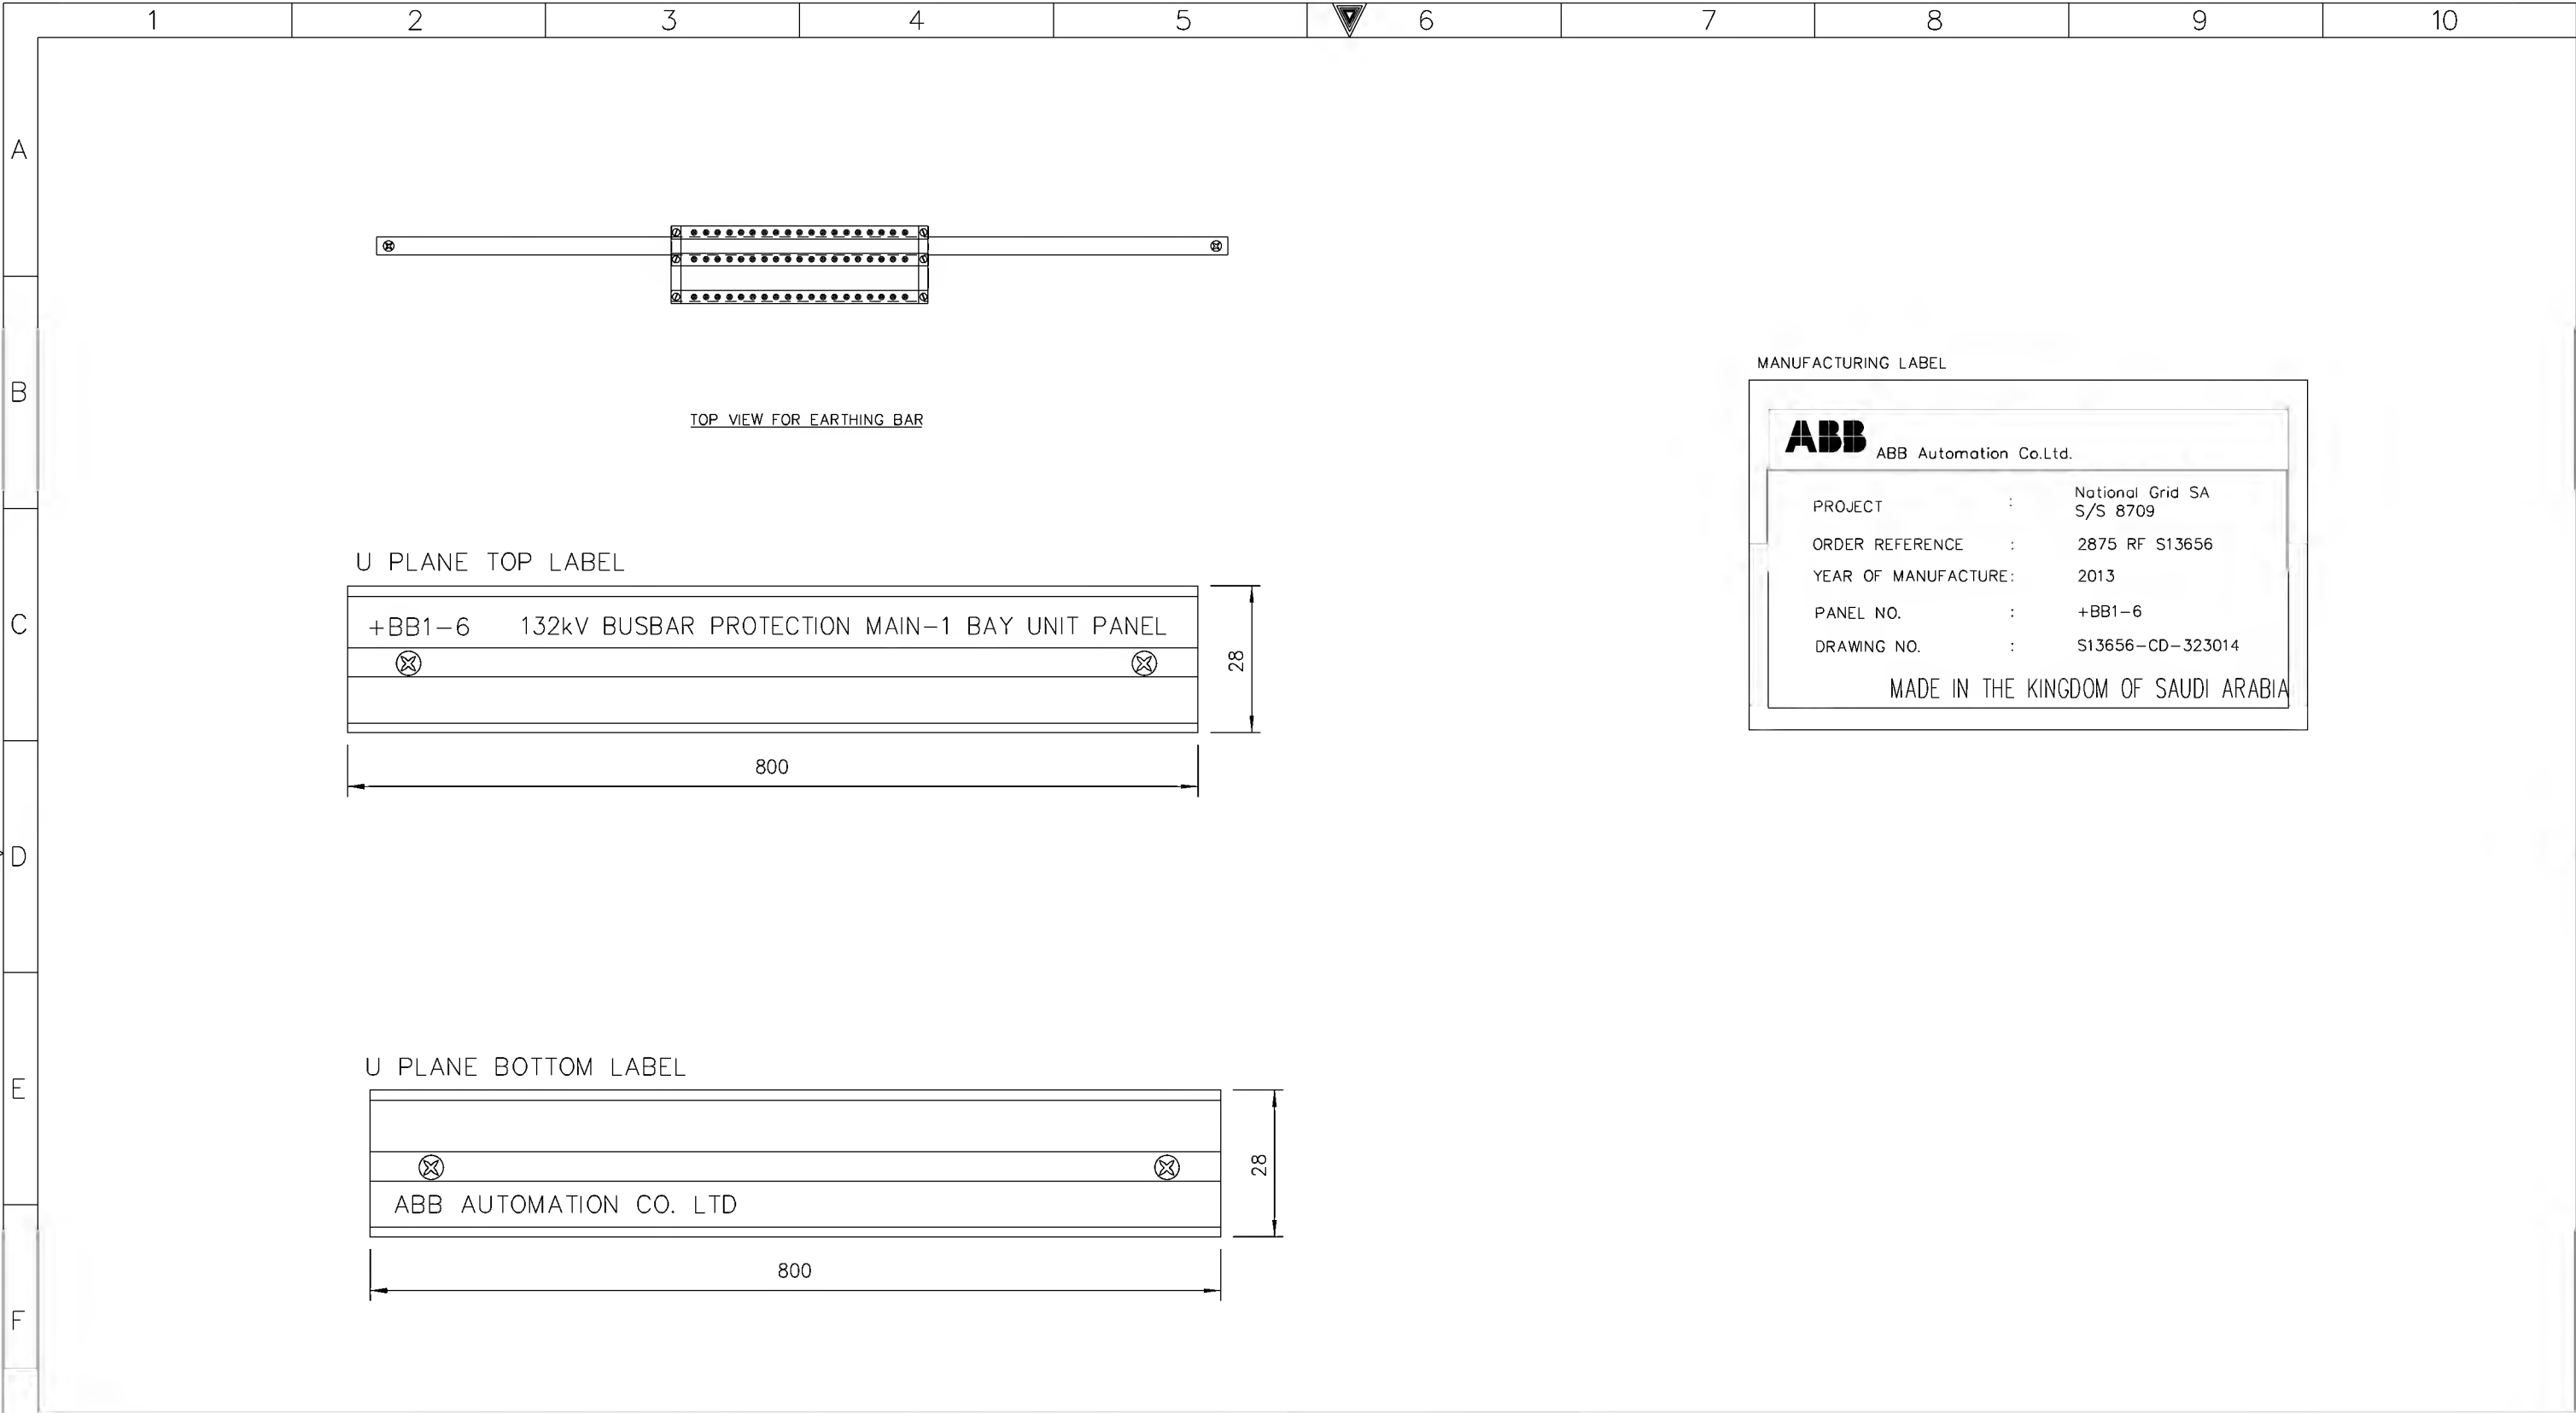 1 2 3 4 5 6 7 8 9 10
A
B
C
D
E
F
TOP VIEW FOR EARTHING BAR
U PLANE TOP LABEL
+BB1-6 132kV BUSBAR PROTECTION MAIN-1 BAY UNIT PANEL
28
800
U PLANE BOTTOM LABEL
ABB AUTOMATION CO. LTD
28
800
MANUFACTURING LABEL
ABB ABB Automation Co.Ltd.
PROJECT : National Grid SA
S/S 8709
ORDER REFERENCE : 2875 RF S13656
YEAR OF MANUFACTURE: 2013
PANEL NO. : +BB1-6
DRAWING NO. : S13656-CD-323014
MADE IN THE KINGDOM OF SAUDI ARABIA